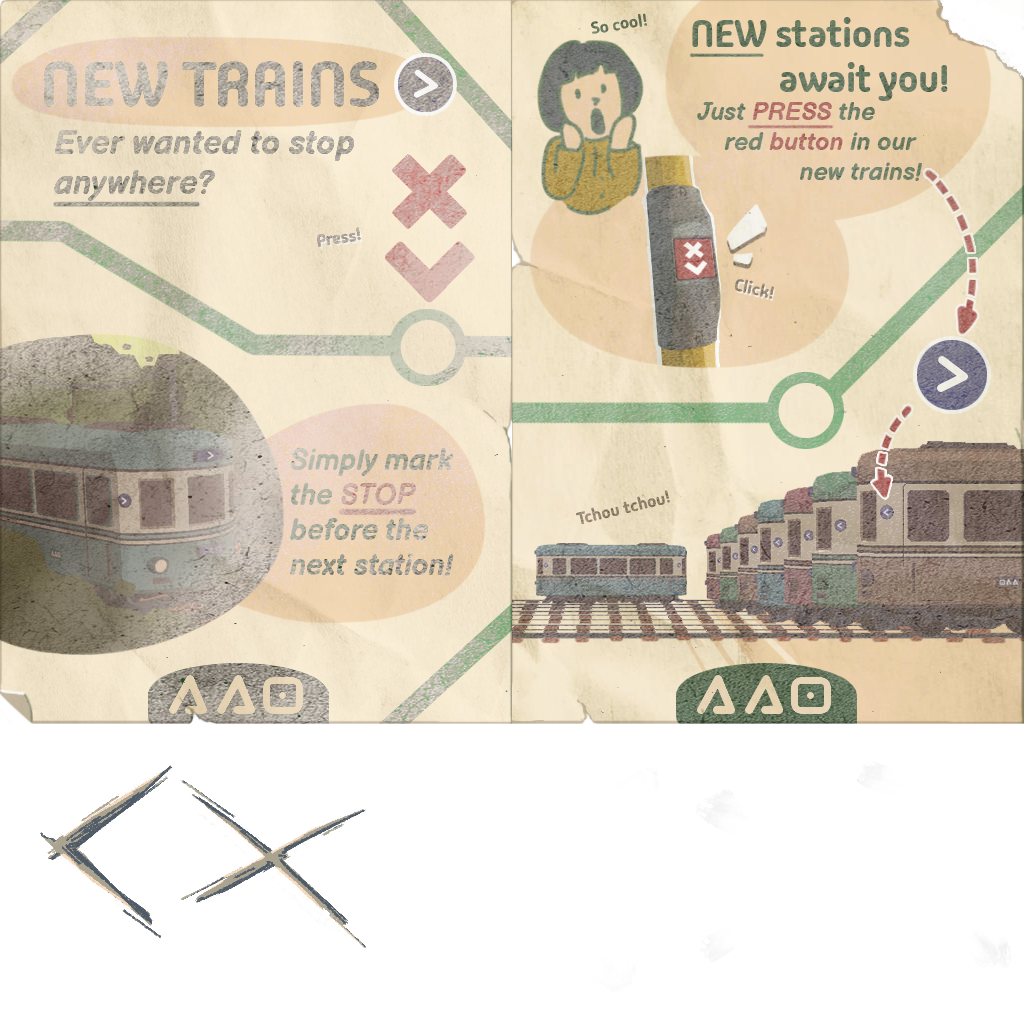 NEW TRAINS
Ever wanted to stop
anywhere?
Press!
Simply mark
the STOP
before the
next station!
So cool!
NEW stations
await you!
Just PRESS the
red button in our
new trains!
Click!
Tchou tchou!